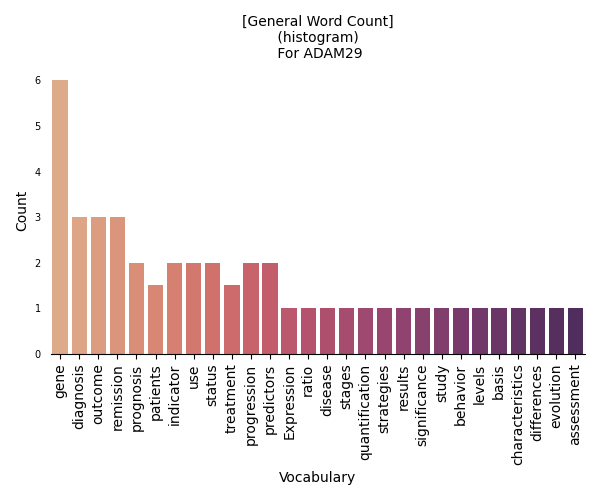 [General Word Count]
(histogram)
For ADAM29
Count
6
5
4
3
2
1
0
gene
diagnosis
outcome
remission
prognosis
patients
indicator
use
status
treatment
progression
predictors
Expression
ratio
disease
stages
quantification
strategies
results
significance
study
behavior
levels
basis
characteristics
differences
evolution
assessment
Vocabulary